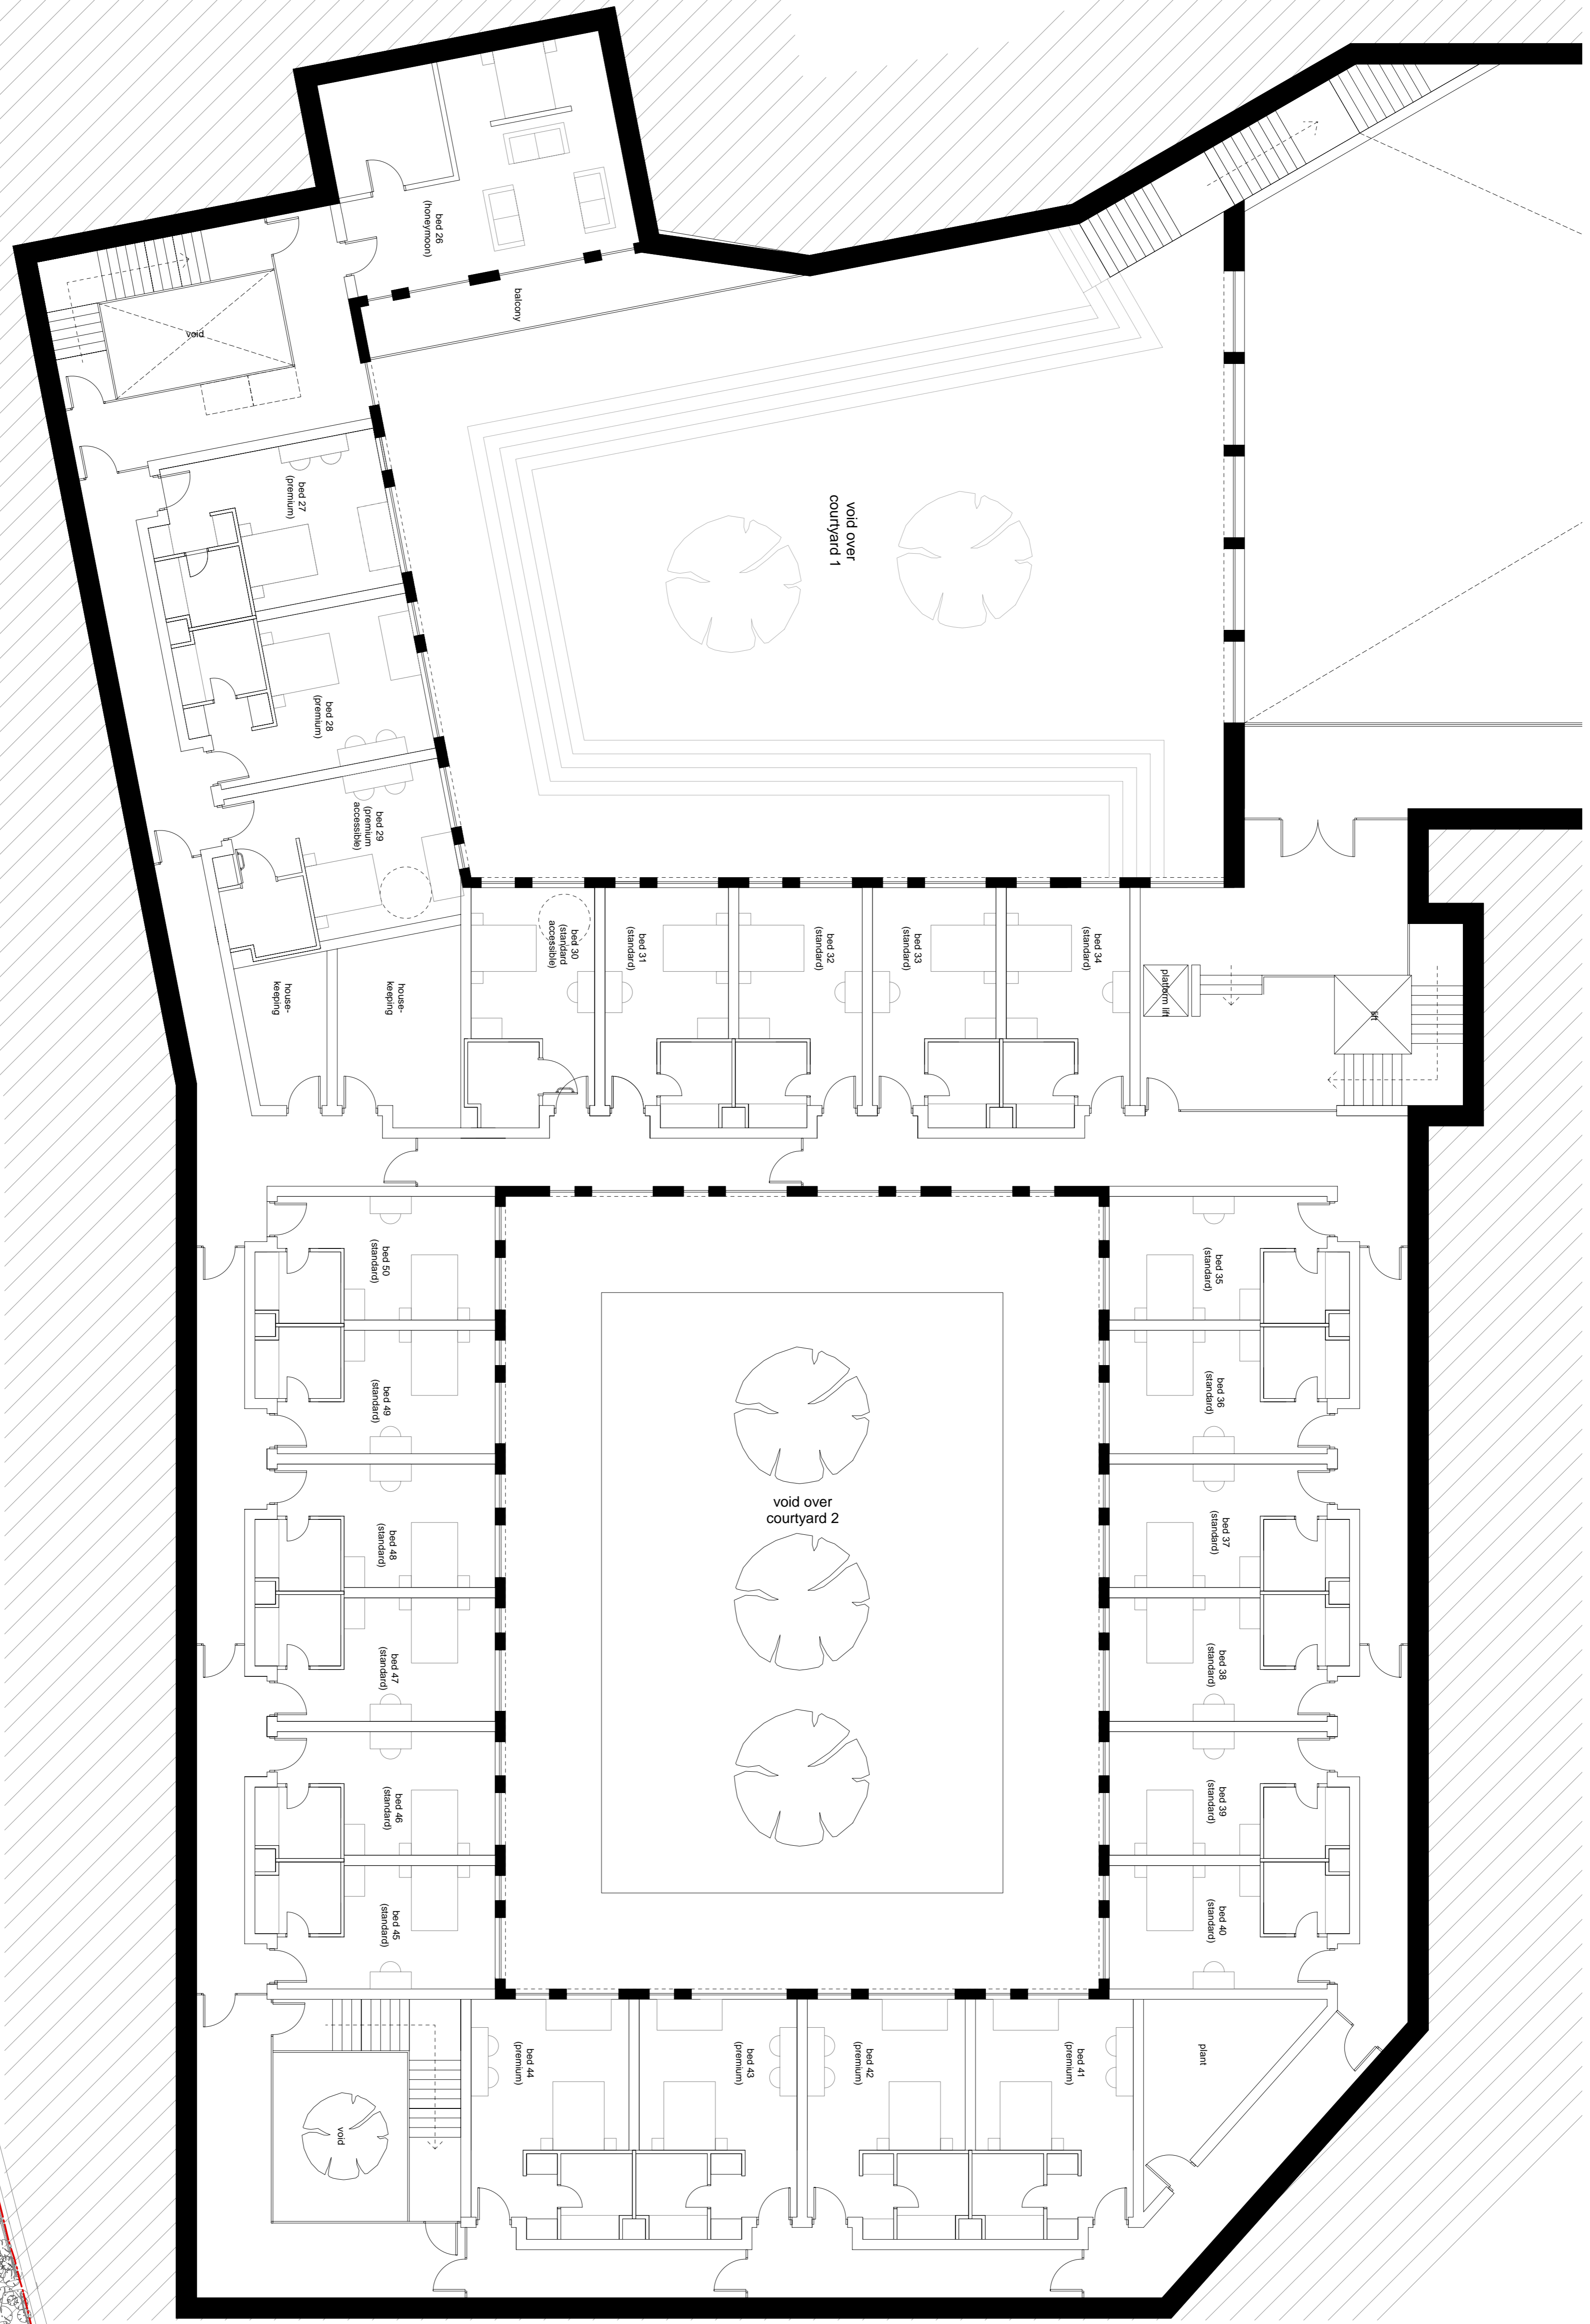 bed 26
(honeymoon)
balcony
void
bed 27
(premium)
void over
courtyard 1
bed 28
(premium)
bed 29
(premium
accessible)
bed 30
(standard
accessible)
bed 31
(standard)
bed 32
(standard)
bed 33
(standard)
bed 34
(standard)
platform lift
lift
house-
keeping
house-
keeping
bed 50
(standard)
bed 35
(standard)
bed 49
(standard)
bed 36
(standard)
void over
courtyard 2
bed 48
(standard)
bed 37
(standard)
bed 47
(standard)
bed 38
(standard)
bed 46
(standard)
bed 39
(standard)
bed 45
(standard)
bed 40
(standard)
bed 44
(premium)
bed 43
(premium)
bed 42
(premium)
bed 41
(premium)
plant
void